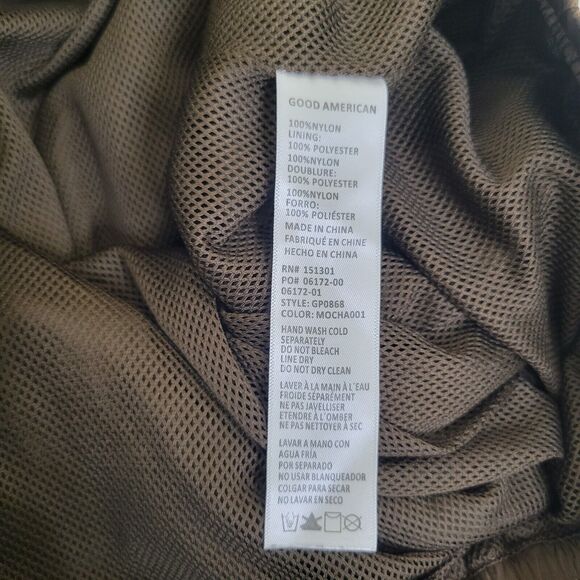 GOOD AMERICAN
100%NYLON
LINING:
100% POLYESTER
100%NYLON
DOUBLURE:
100% POLYESTER
100%NYLON
FORRO:
100% POLIÉSTER
MADE IN CHINA
FABRIQUÉ EN CHINE
HECHO EN CHINA
RN# 151301
PO# 06172-00
06172-01
STYLE: GP0868
COLOR: MOCHA001
HAND WASH COLD
SEPARATELY
DO NOT BLEACH
LINE DRY
DO NOT DRY CLEAN
LAVER À LA MAIN À L'EAU
FROIDE SÉPARÉMENT
NE PAS JAVELLISER
ETENDRE À L'OMBER
NE PAS NETTOYER À SEC
LAVAR A MANO CON
AGUA FRÍA
POR SEPARADO
NO USAR BLANQUEADOR
COLGAR PARA SECAR
NO LAVAR EN SECO